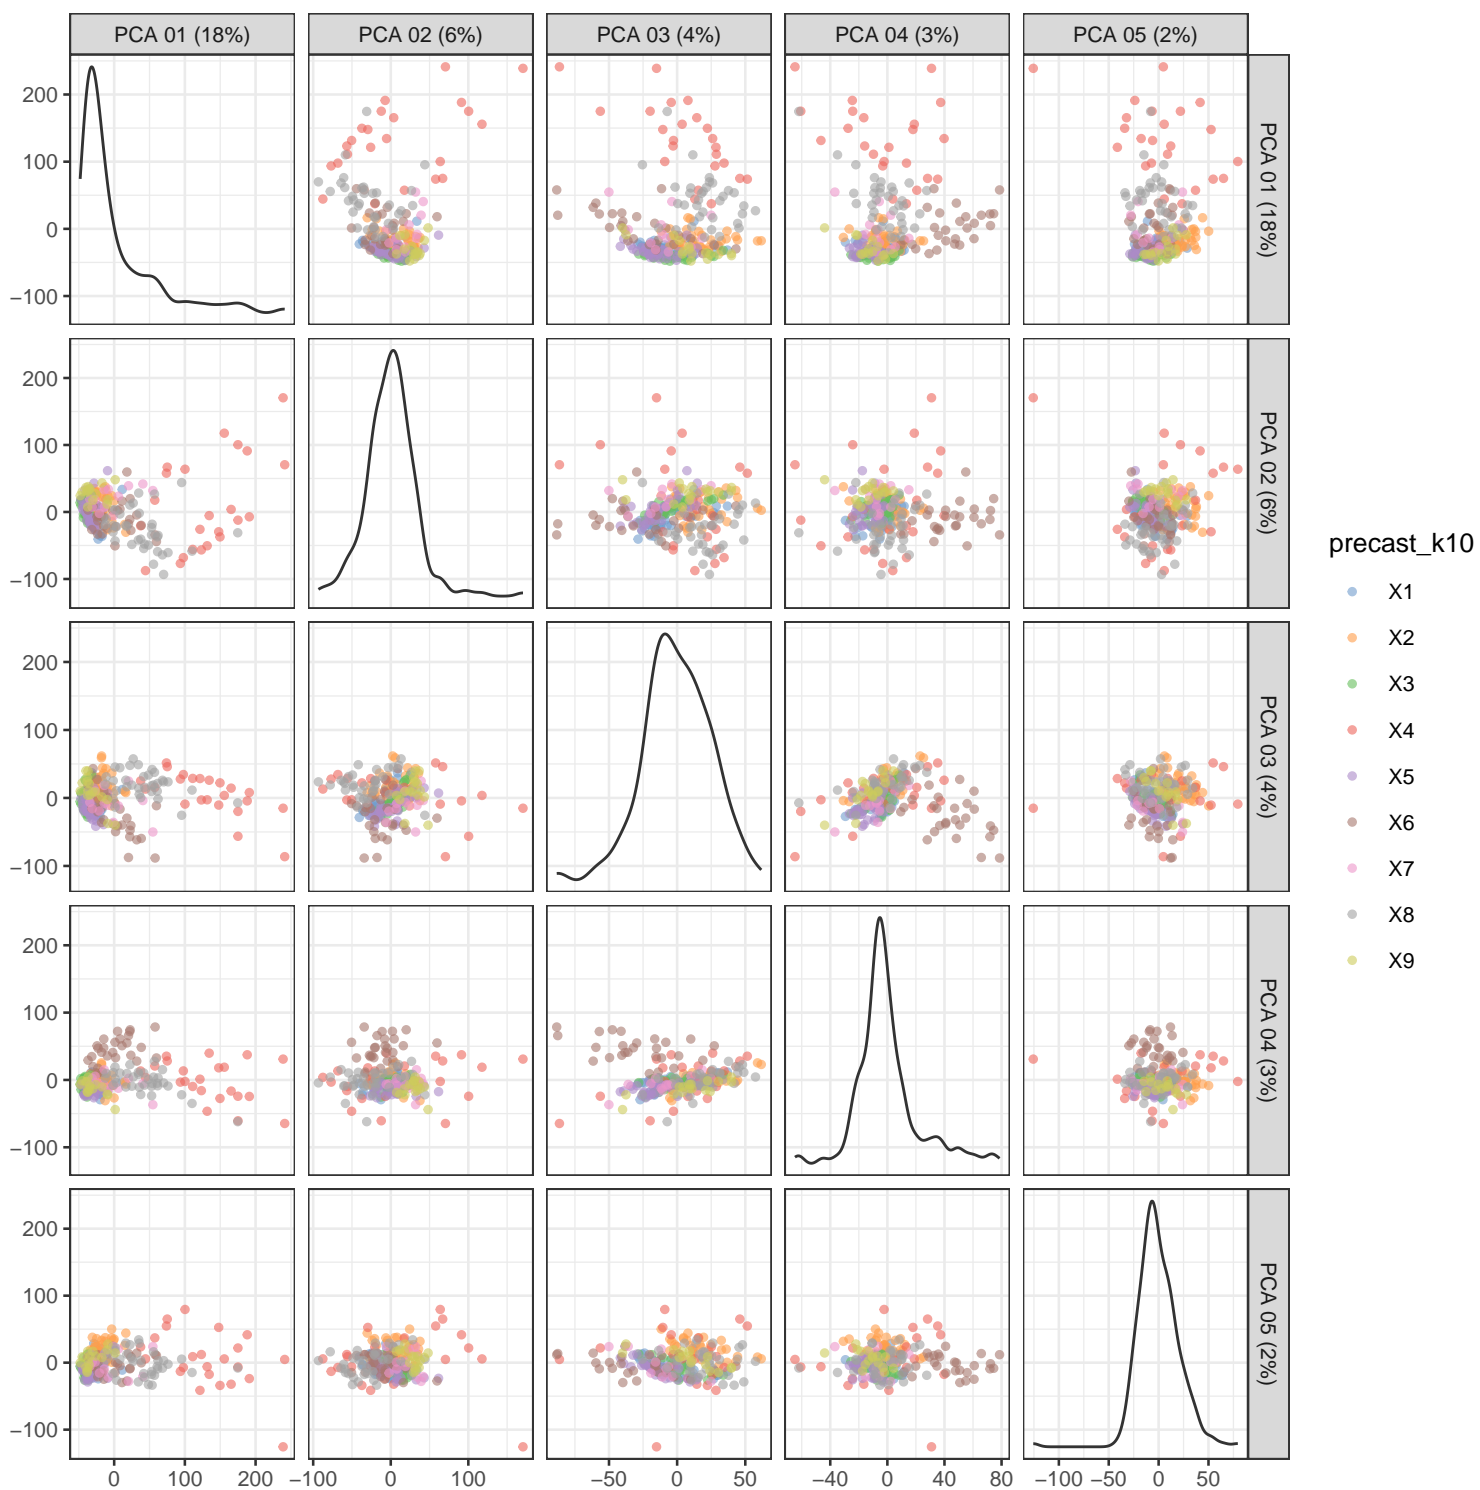 PCA 01 (18%) PCA 02 (6%) PCA 03 (4%) PCA 04 (3%) PCA 05 (2%)
200
100
0
−100
PCA 01 (18%)
200
100
0
−100
PCA 02 (6%)
200
100
0
−100
PCA 03 (4%)
200
100
0
−100
PCA 04 (3%)
200
100
0
−100
PCA 05 (2%)
0 100 200 −100 0 100 −50 0 50 −40 0 40 80 −100 −50 0 50
precast_k10
X1
X2
X3
X4
X5
X6
X7
X8
X9